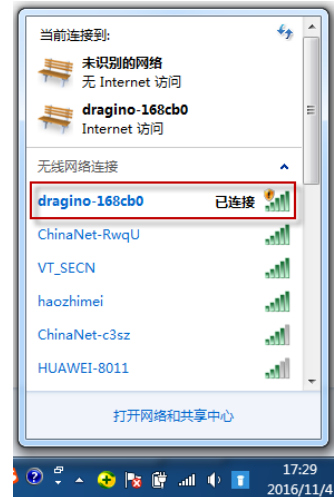 当前连接到:
未识别的网络
无 Internet 访问
dragino-168cb0
Internet 访问
无线网络连接
dragino-168cb0 已连接
ChinaNet-RwqU
VT_SECN
haozhimei
ChinaNet-c3sz
HUAWEI-8011
打开网络和共享中心
17:29
2016/11/4